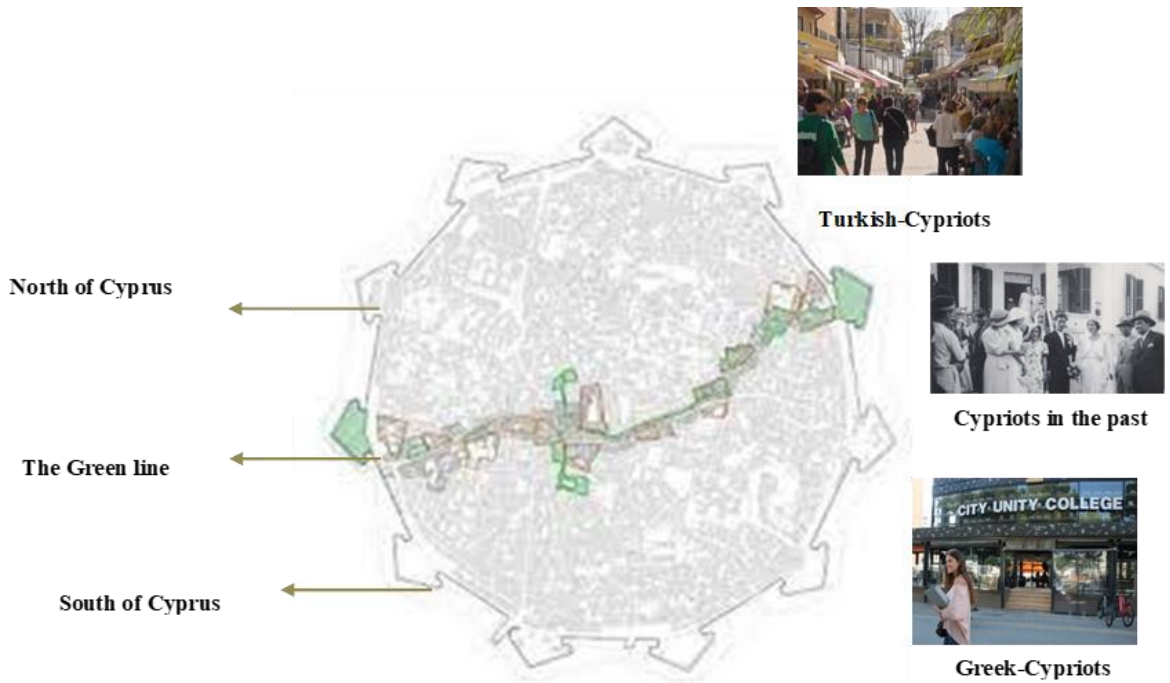 Turkish-Cypriots
North of Cyprus
Cypriots in the past
The Green line
CITY UNITY COLLEGE
South of Cyprus
Greek-Cypriots